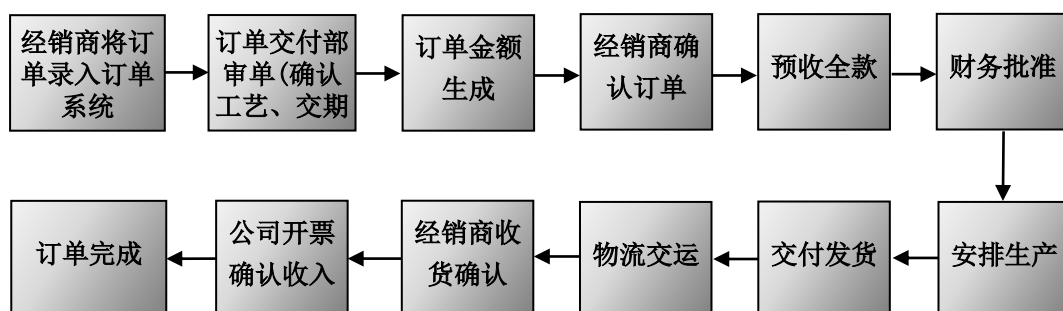 经销商将订
单录入订单
系统
订单交付部
审单(确认
工艺、交期
订单金额
生成
经销商确
认订单
预收全款
财务批准
安排生产
交付发货
物流交运
经销商收
货确认
公司开票
确认收入
订单完成